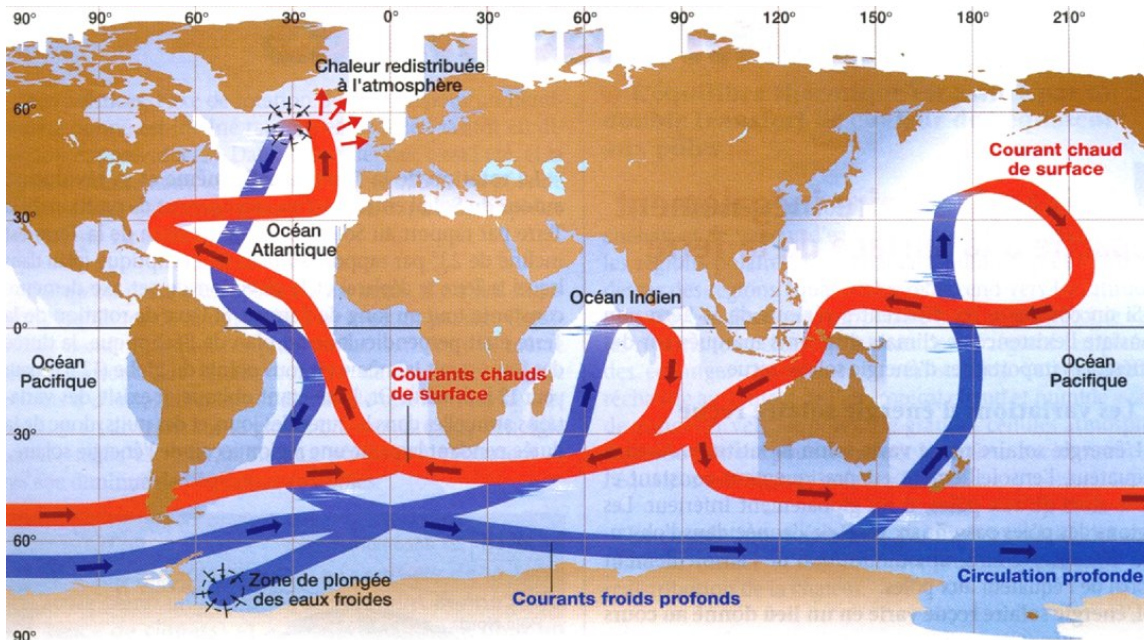 90° 90° 60° 30° 0° 30° 60° 90° 120° 150° 180° 210°
Chaleur redistribuée
à l'atmosphère
60°
Courant chaud
de surface
30°
Océan
Atlantique
Océan Indien
0°
Océan
Pacifique
Océan
Pacifique
Courants chauds
de surface
30°
60°
Zone de plongée
des eaux froides
Courants froids profonds
Circulation profonde
90°